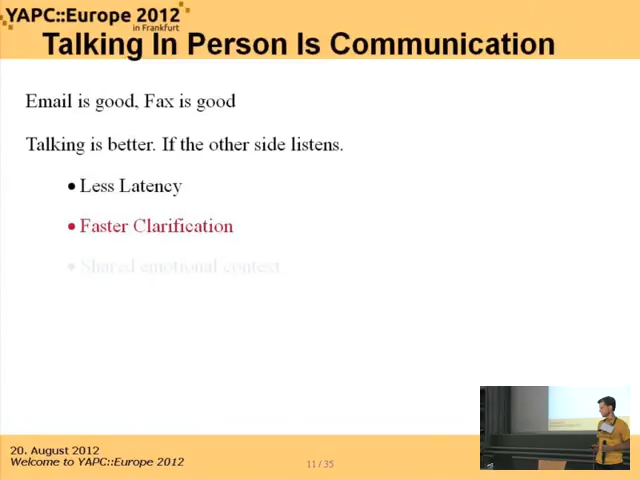 YAPC::Europe 2012
in Frankfurt
Talking In Person Is Communication
Email is good, Fax is good
Talking is better. If the other side listens.
• Less Latency
• Faster Clarification
• Shared emotional context
20. August 2012
Welcome to YAPC::Europe 2012
11 / 35